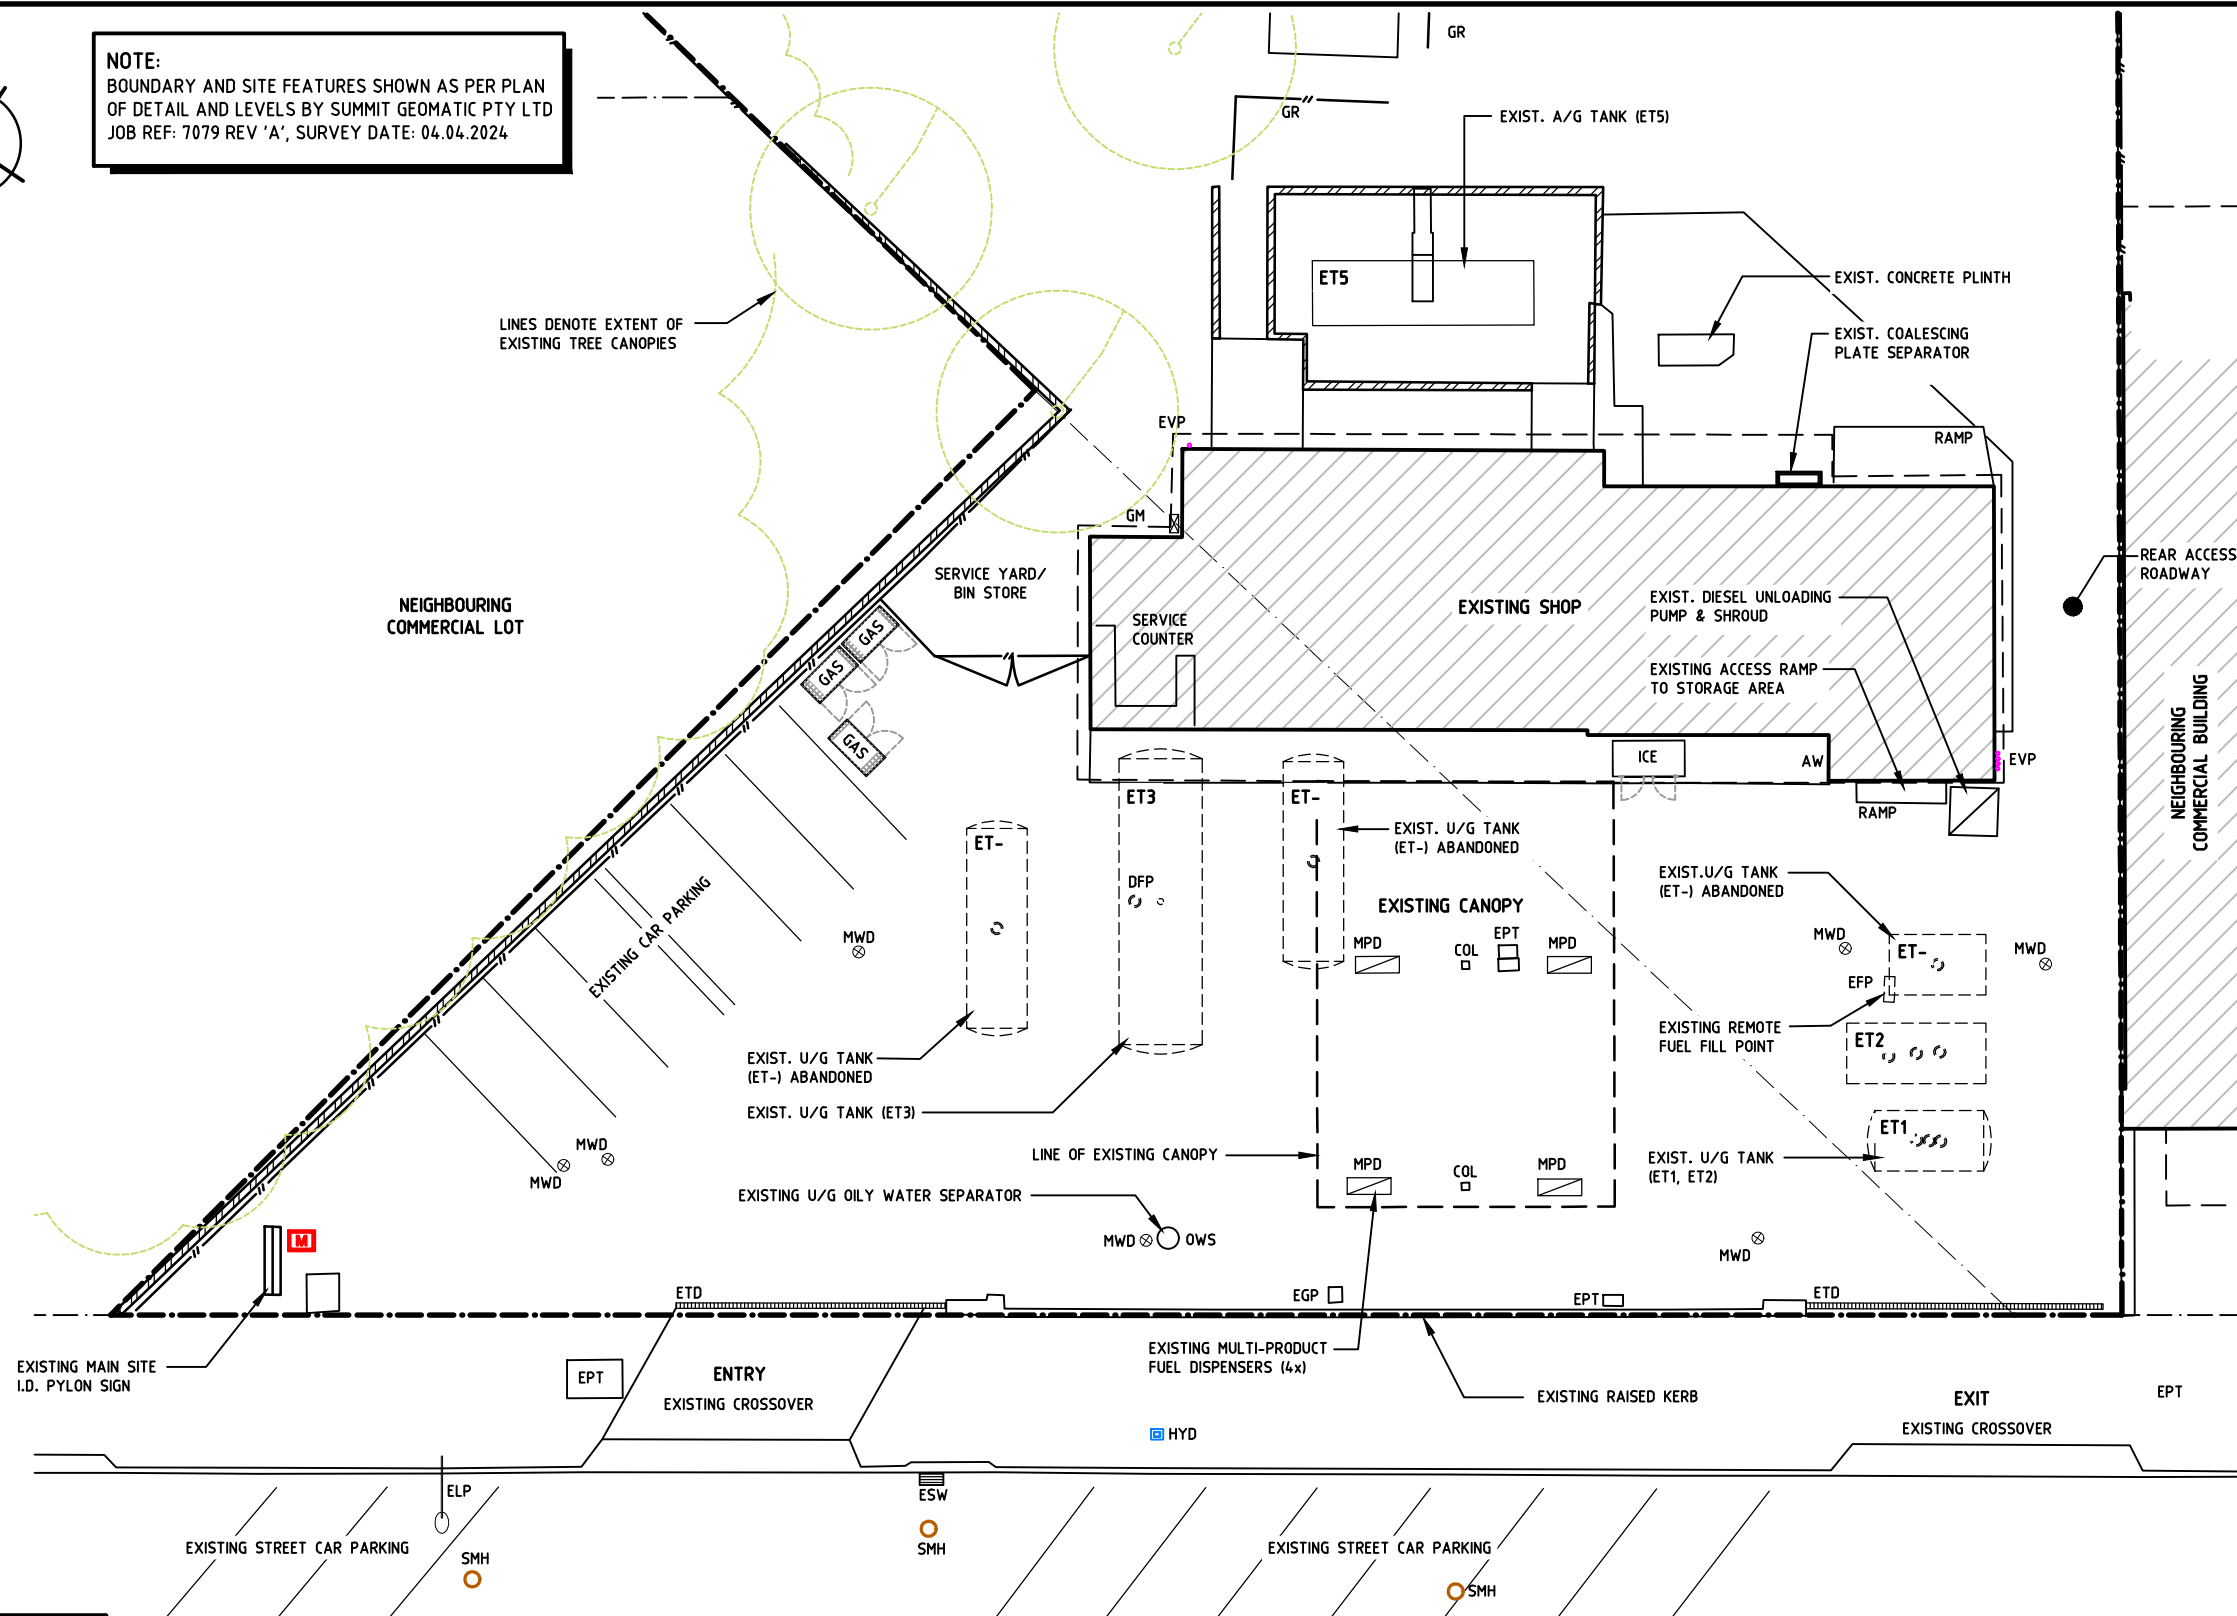 NOTE:
BOUNDARY AND SITE FEATURES SHOWN AS PER PLAN
OF DETAIL AND LEVELS BY SUMMIT GEOMATIC PTY LTD
JOB REF: 7079 REV 'A', SURVEY DATE: 04.04.2024
GR
GR
EXIST. A/G TANK (ET5)
ET5
EXIST. CONCRETE PLINTH
LINES DENOTE EXTENT OF
EXISTING TREE CANOPIES
EXIST. COALESCING
PLATE SEPARATOR
EVP
RAMP
GM
REAR ACCESS
ROADWAY
SERVICE YARD/
BIN STORE
NEIGHBOURING
COMMERCIAL LOT
EXISTING SHOP
EXIST. DIESEL UNLOADING
PUMP & SHROUD
SERVICE
COUNTER
GAS
GAS
GAS
EXISTING ACCESS RAMP
TO STORAGE AREA
NEIGHBOURING
COMMERCIAL BUILDING
ICE
AW
EVP
ET3
ET-
RAMP
EXIST. U/G TANK
(ET-) ABANDONED
ET-
EXIST.U/G TANK
(ET-) ABANDONED
DFP
EXISTING CANOPY
EXISTING CAR PARKING
MWD
MPD
COL
EPT
MPD
MWD
ET-
MWD
EFP
EXISTING REMOTE
FUEL FILL POINT
ET2
EXIST. U/G TANK
(ET-) ABANDONED
EXIST. U/G TANK (ET3)
ET1
MWD
MWD
LINE OF EXISTING CANOPY
MPD
COL
MPD
EXIST. U/G TANK
(ET1, ET2)
EXISTING U/G OILY WATER SEPARATOR
M
MWD
OWS
MWD
ETD
EGP
EPT
ETD
EXISTING MAIN SITE
I.D. PYLON SIGN
EPT
ENTRY
EXISTING CROSSOVER
EXISTING MULTI-PRODUCT
FUEL DISPENSERS (4x)
EXISTING RAISED KERB
EXIT
EXISTING CROSSOVER
EPT
HYD
ELP
ESW
EXISTING STREET CAR PARKING
SMH
SMH
EXISTING STREET CAR PARKING
SMH